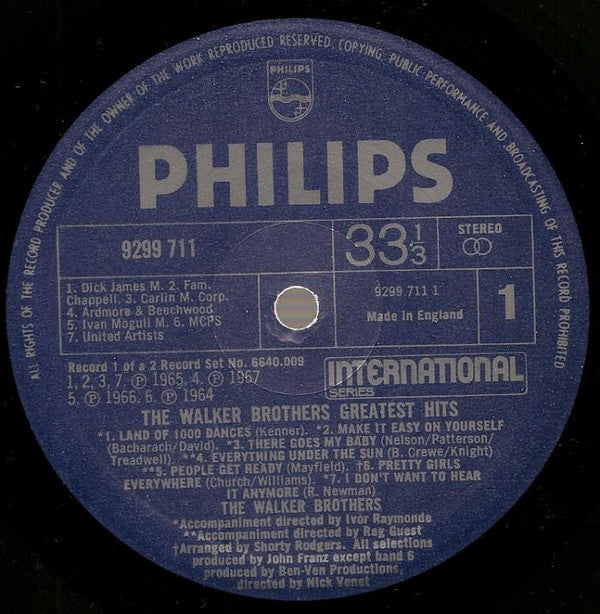 ALL RIGHTS OF THE RECORD PRODUCER AND OF THE OWNER OF THE WORK REPRODUCED RESERVED. COPYING, PUBLIC PERFORMANCE AND BROADCASTING OF THIS RECORD PROHIBITED
PHILIPS
PHILIPS
9299 711
33 1/3
STEREO
1. Dick James M. 2. Fam.
Chappell, 3. Carlin M. Corp.
4. Ardmore & Beechwood
5. Ivan Mogull M. 6. MCPS
7. United Artists
9299 711 1
Made in England
1
Record 1 of a 2 Record Set No. 6640.009
1, 2, 3, 7. Ⓟ 1965, 4. Ⓟ 1967
5. Ⓟ 1966. 6. Ⓟ 1964
INTERNATIONAL
SERIES
THE WALKER BROTHERS GREATEST HITS
*1. LAND OF 1000 DANCES (Kenner). *2. MAKE IT EASY ON YOURSELF
(Bacharach/David). *3. THERE GOES MY BABY (Nelson/Patterson/
Treadwell). **4. EVERYTHING UNDER THE SUN (B. Crewe/Knight)
**5. PEOPLE GET READY (Mayfield). †6. PRETTY GIRLS
EVERYWHERE (Church/Williams). *7. I DON'T WANT TO HEAR
IT ANYMORE (R. Newman)
THE WALKER BROTHERS
*Accompaniment directed by Ivor Raymonde
**Accompaniment directed by Reg Guest
†Arranged by Shorty Rodgers. All selections
produced by John Franz except band 6
produced by Ben-Ven Productions,
directed by Nick Venet